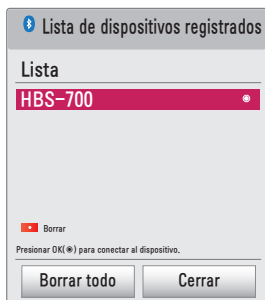 Lista de dispositivos registrados
Lista
HBS-700
Borrar
Presionar OK(◉) para conectar al dispositivo.
Borrar todo
Cerrar